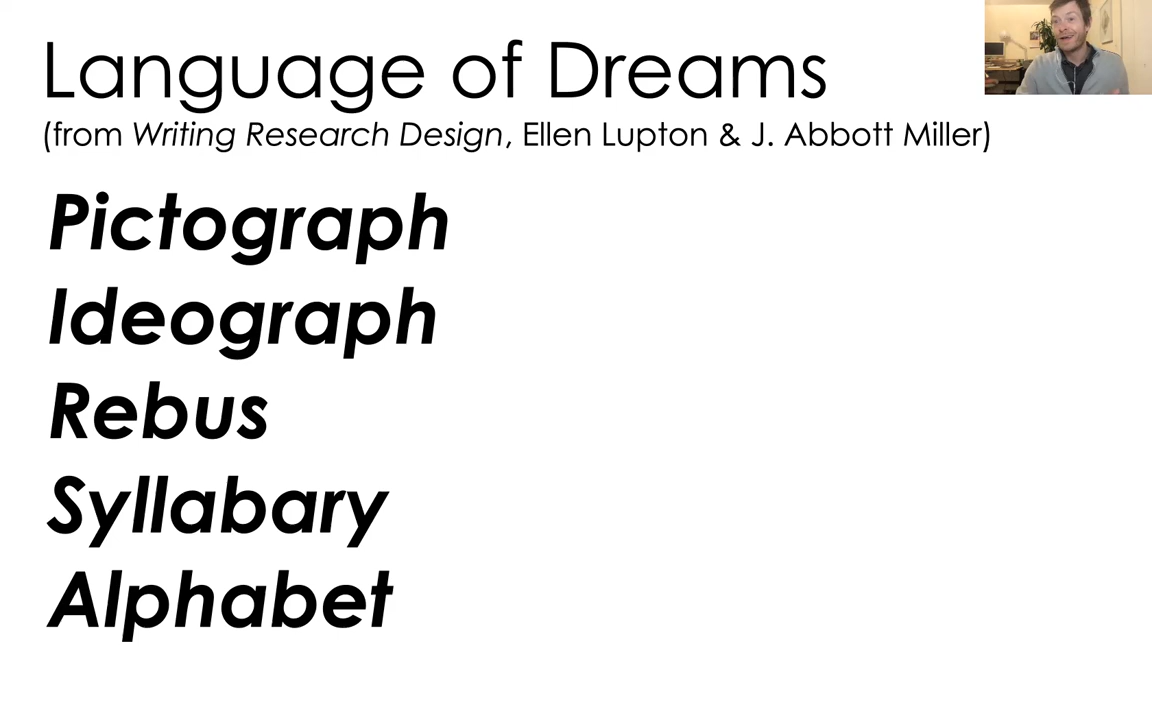 Language of Dreams
(from Writing Research Design, Ellen Lupton & J. Abbott Miller)
Pictograph
Ideograph
Rebus
Syllabary
Alphabet